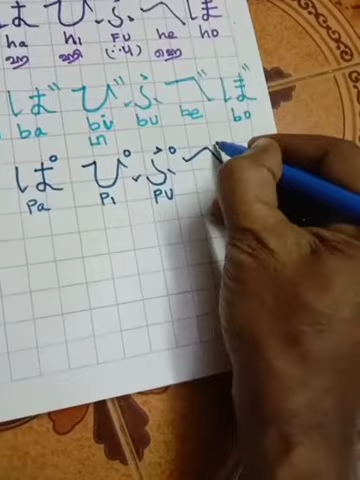 は ひ ふ へ ほ
ha hi FU he ho
ஹ ஹி ஹெ
ば び ぶ べ ぼ
ba bi bu be bo
ぱ ぴ ぷ へ
Pa Pi PU